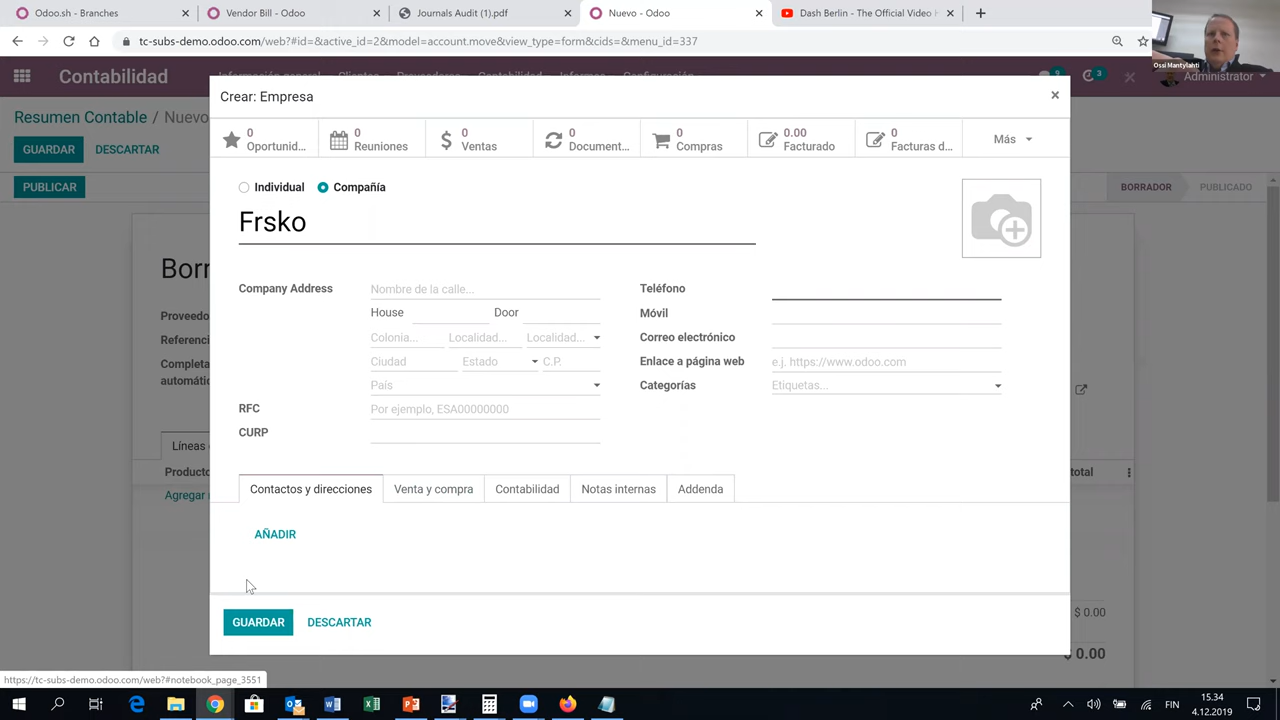 Odoo.sh - Branches
Vendor Bill - Odoo
Journals Audit (1).pdf
Nuevo - Odoo
Dash Berlin - The Official Video H
tc-subs-demo.odoo.com/web?#id=&active_id=2&model=account.move&view_type=form&cids=&menu_id=337
Ossi Mantylahti
Contabilidad
Información general Clientes Proveedores Contabilidad Informes Configuración
9
3
Administrator
Crear: Empresa
Resumen Contable / Nuevo
GUARDAR DESCARTAR
0 Oportunid...
0 Reuniones
0 Ventas
0 Document...
0 Compras
0.00 Facturado
0 Facturas d...
Más
PUBLICAR
BORRADOR PUBLICADO
Individual Compañía
Frsko
Borr
Proveedo
Referenci
Completa
automátic
Company Address Nombre de la calle...
House Door
Colonia... Localidad... Localidad...
Ciudad Estado C.P.
País
RFC Por ejemplo, ESA00000000
CURP
Teléfono
Móvil
Correo electrónico
Enlace a página web e.j. https://www.odoo.com
Categorías Etiquetas...
Líneas
Producto
Agregar
total
Contactos y direcciones Venta y compra Contabilidad Notas internas Addenda
AÑADIR
GUARDAR DESCARTAR
$ 0.00
$ 0.00
https://tc-subs-demo.odoo.com/web?#notebook_page_3551
FIN
15.34
4.12.2019